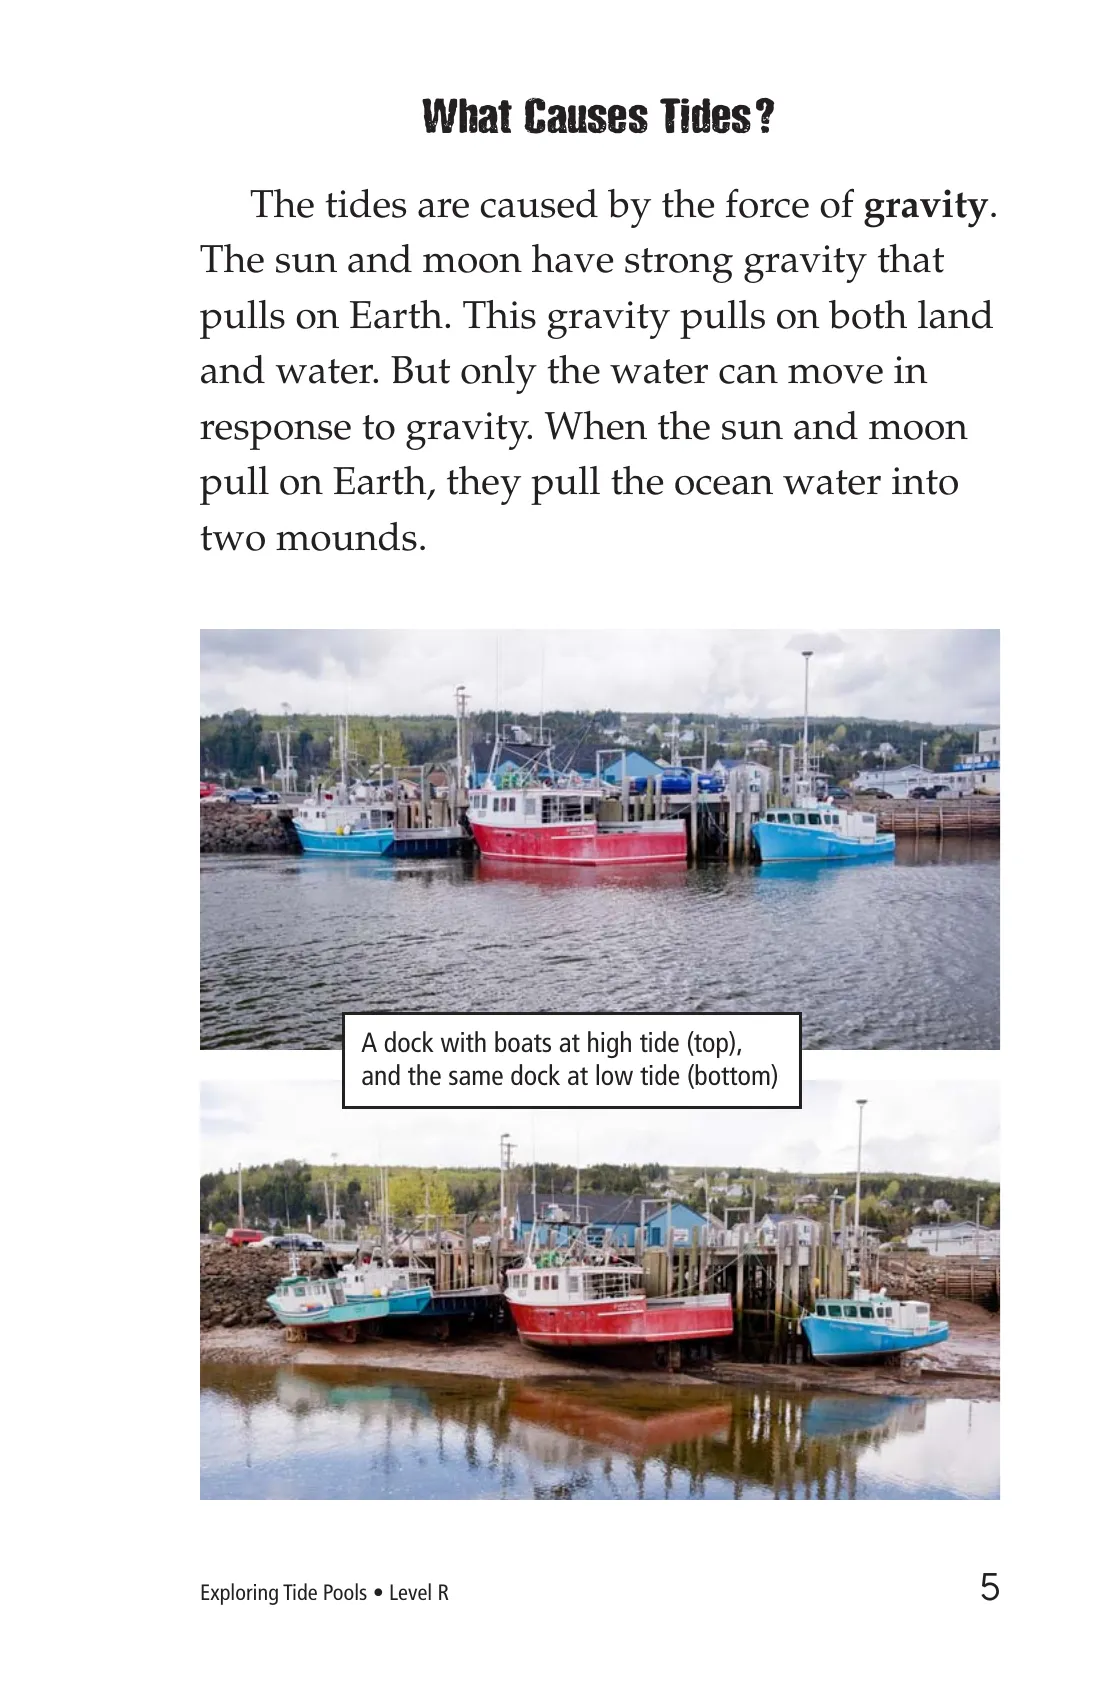 What Causes Tides?
The tides are caused by the force of gravity.
The sun and moon have strong gravity that
pulls on Earth. This gravity pulls on both land
and water. But only the water can move in
response to gravity. When the sun and moon
pull on Earth, they pull the ocean water into
two mounds.
A dock with boats at high tide (top),
and the same dock at low tide (bottom)
Exploring Tide Pools • Level R
5